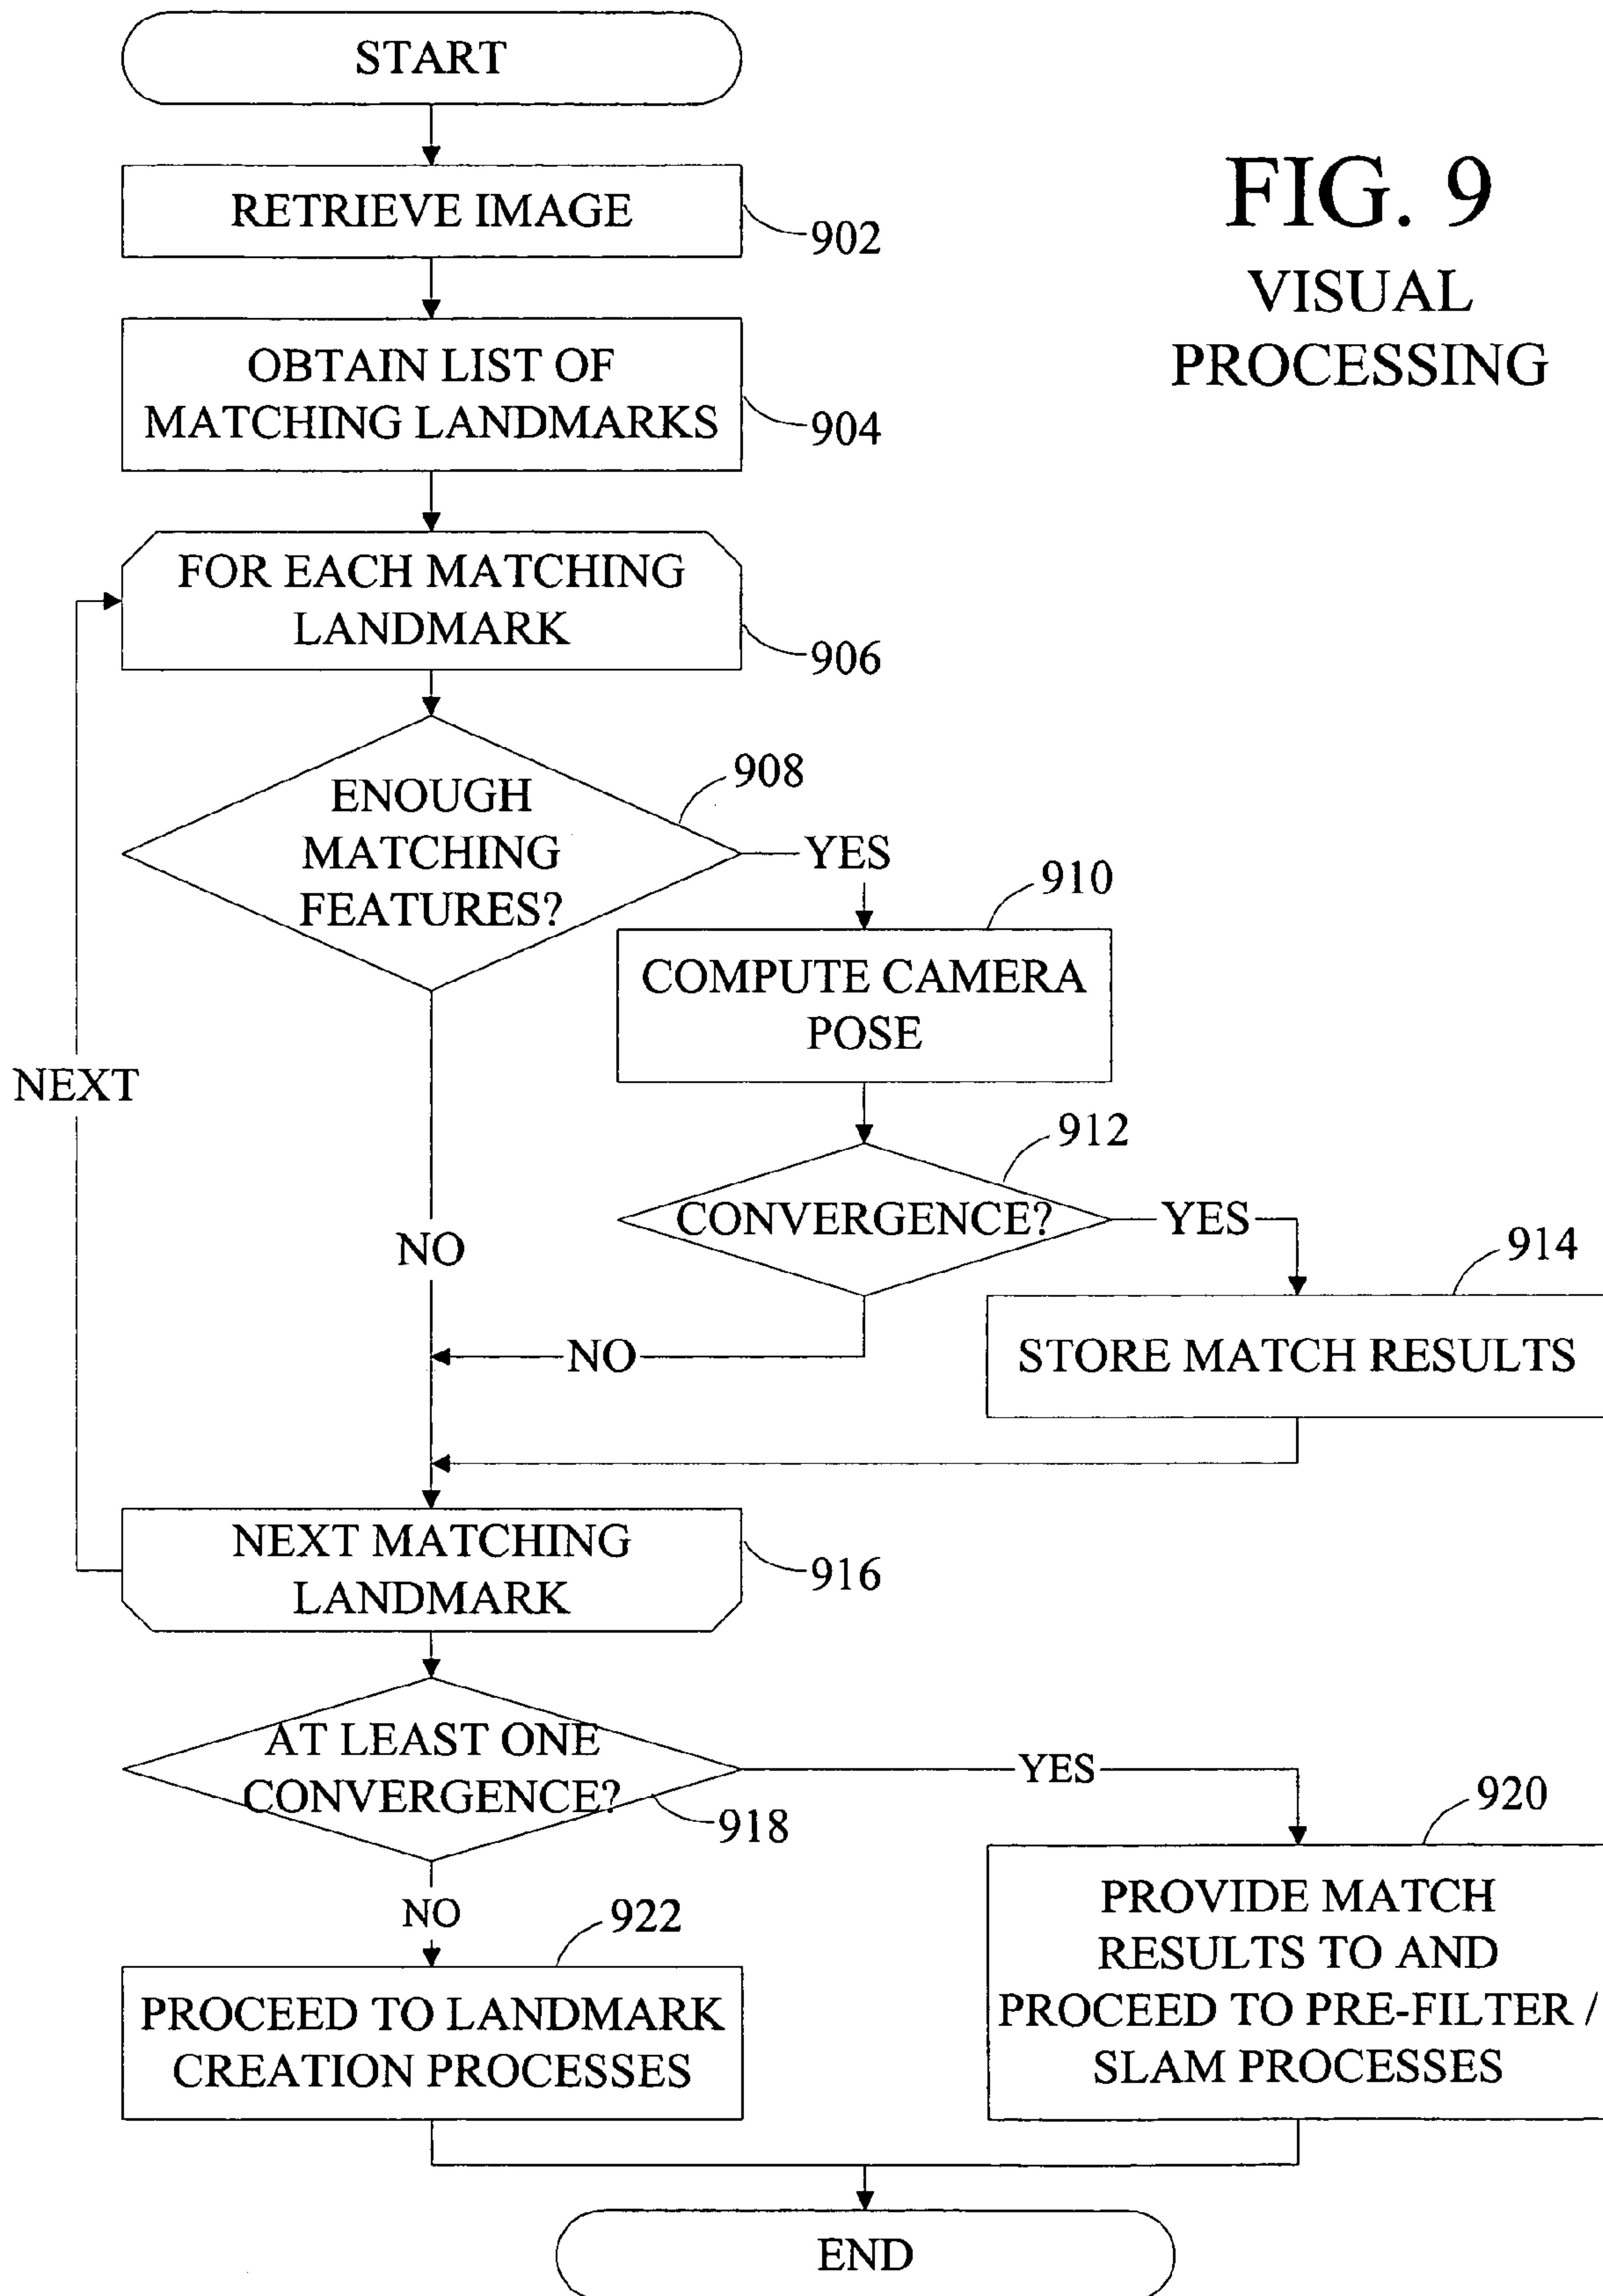 START
FIG. 9
VISUAL
PROCESSING
RETRIEVE IMAGE
902
OBTAIN LIST OF
MATCHING LANDMARKS
904
FOR EACH MATCHING
LANDMARK
906
ENOUGH
MATCHING
FEATURES?
908
YES
910
COMPUTE CAMERA
POSE
NEXT
912
CONVERGENCE?
YES
NO
914
STORE MATCH RESULTS
NO
NEXT MATCHING
LANDMARK
916
AT LEAST ONE
CONVERGENCE?
918
YES
920
PROVIDE MATCH
RESULTS TO AND
PROCEED TO PRE-FILTER /
SLAM PROCESSES
NO
922
PROCEED TO LANDMARK
CREATION PROCESSES
END